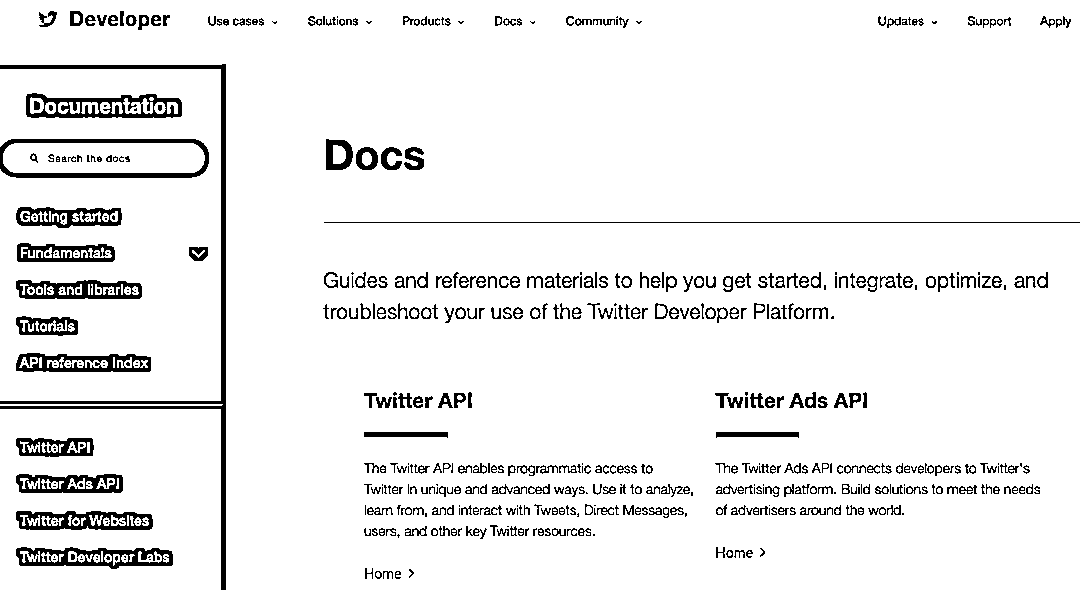 Developer Use cases Solutions Products Docs Community Updates Support Apply
Documentation
Search the docs
Getting started
Fundamentals
Tools and libraries
Tutorials
API reference index
Twitter API
Twitter Ads API
Twitter for Websites
Twitter Developer Labs
Docs
Guides and reference materials to help you get started, integrate, optimize, and
troubleshoot your use of the Twitter Developer Platform.
Twitter API
The Twitter API enables programmatic access to
Twitter in unique and advanced ways. Use it to analyze,
learn from, and interact with Tweets, Direct Messages,
users, and other key Twitter resources.
Home
Twitter Ads API
The Twitter Ads API connects developers to Twitter's
advertising platform. Build solutions to meet the needs
of advertisers around the world.
Home